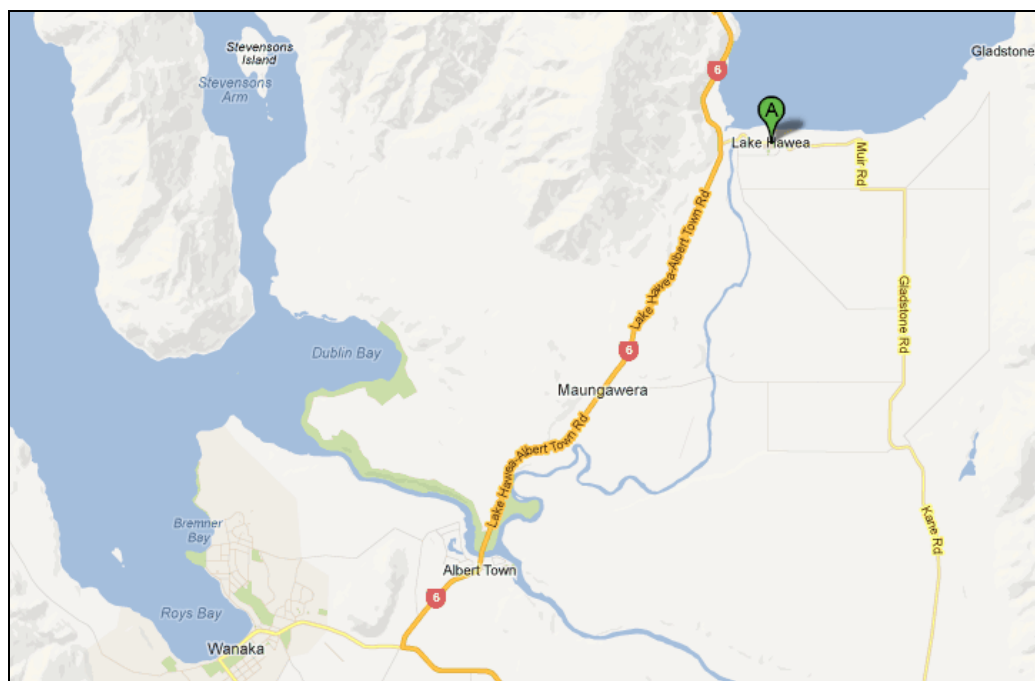 Stevensons
Island
Stevensons
Arm
6
Gladstone
A
Lake Hawea
Muir Rd
Lake Hawea-Albert Town Rd
Gladstone Rd
Dublin Bay
6
Maungawera
Lake Hawea-Albert Town Rd
Kane Rd
Bremner
Bay
Albert Town
6
Roys Bay
Wanaka